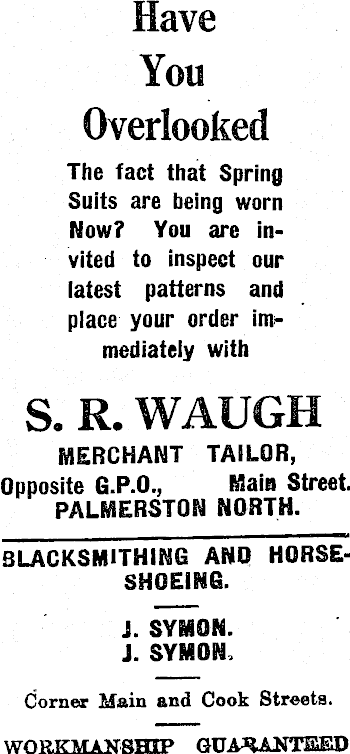 Have
You
Overlooked
The fact that Spring
Suits are being worn
Now? You are in-
vited to inspect our
latest patterns and
place your order im-
mediately with
S. R. WAUGH
MERCHANT TAILOR,
Opposite G.P.O., Main Street.
PALMERSTON NORTH.
BLACKSMITHING AND HORSE-
SHOEING.
J. SYMON.
J. SYMON.
Corner Main and Cook Streets.
WORKMANSHIP GUARANTEED